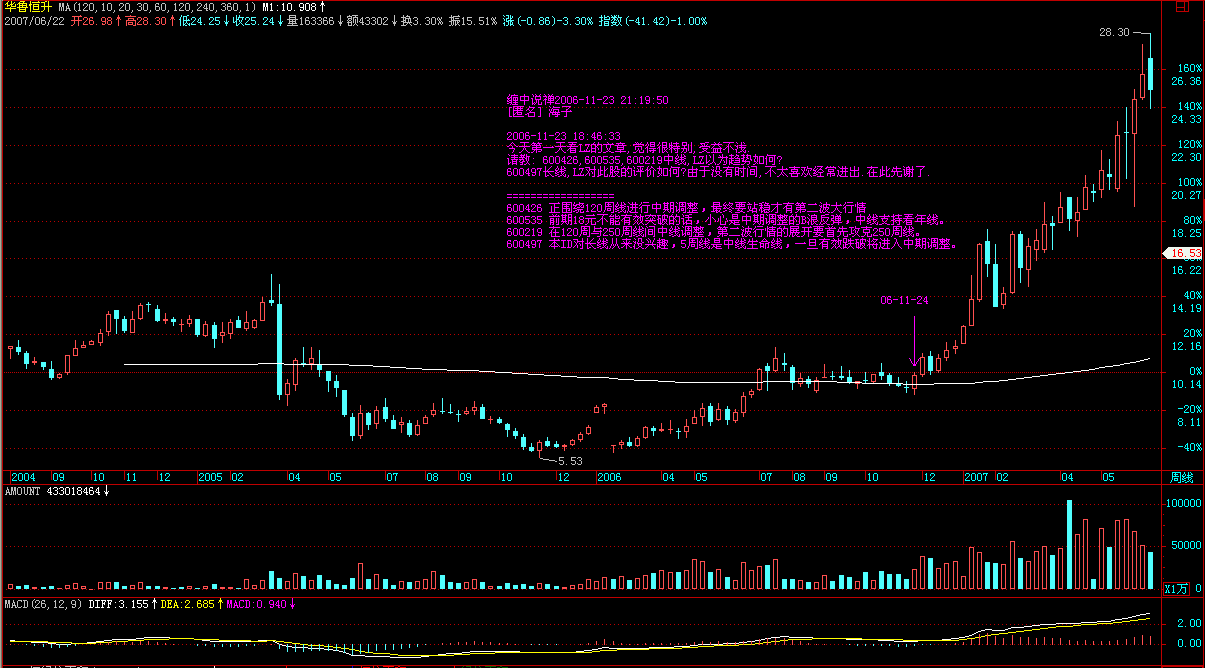 华鲁恒升 MA(120,10,20,30,60,120,240,360,1) M1:10.908↑
2007/06/22 开26.98↑高28.30↑低24.25↓收25.24↓量163366↓额43302↓换3.30% 振15.51% 涨(-0.86)-3.30% 指数(-41.42)-1.00%
28.30
缠中说禅2006-11-23 21:19:50
[匿名] 海子
2006-11-23 18:46:33
今天第一天看LZ的文章,觉得很特别,受益不浅.
请教: 600426,600535,600219中线,LZ以为趋势如何?
600497长线,LZ对此股的评价如何?由于没有时间,不太喜欢经常进出.在此先谢了.
==================
600426 正围绕120周线进行中期调整，最终要站稳才有第二波大行情
600535 前期18元不能有效突破的话，小心是中期调整的B浪反弹，中线支持看年线。
600219 在120周与250周线间中线调整，第二波行情的展开要首先攻克250周线。
600497 本ID对长线从来没兴趣，5周线是中线生命线，一旦有效跌破将进入中期调整。
06-11-24
5.53
160%
26.36
140%
24.33
120%
22.30
100%
20.27
80%
18.25
16.53
16.22
40%
14.19
20%
12.16
0%
10.14
-20%
8.11
-40%
2004 09 10 11 12 2005 02 04 05 07 08 09 10 12 2006 04 05 07 08 09 10 12 2007 02 04 05 周线
AMOUNT 433018464↓
100000
50000
X1万 0
MACD(26,12,9) DIFF:3.155↑DEA:2.685↑MACD:0.940↓
2.00
0.00